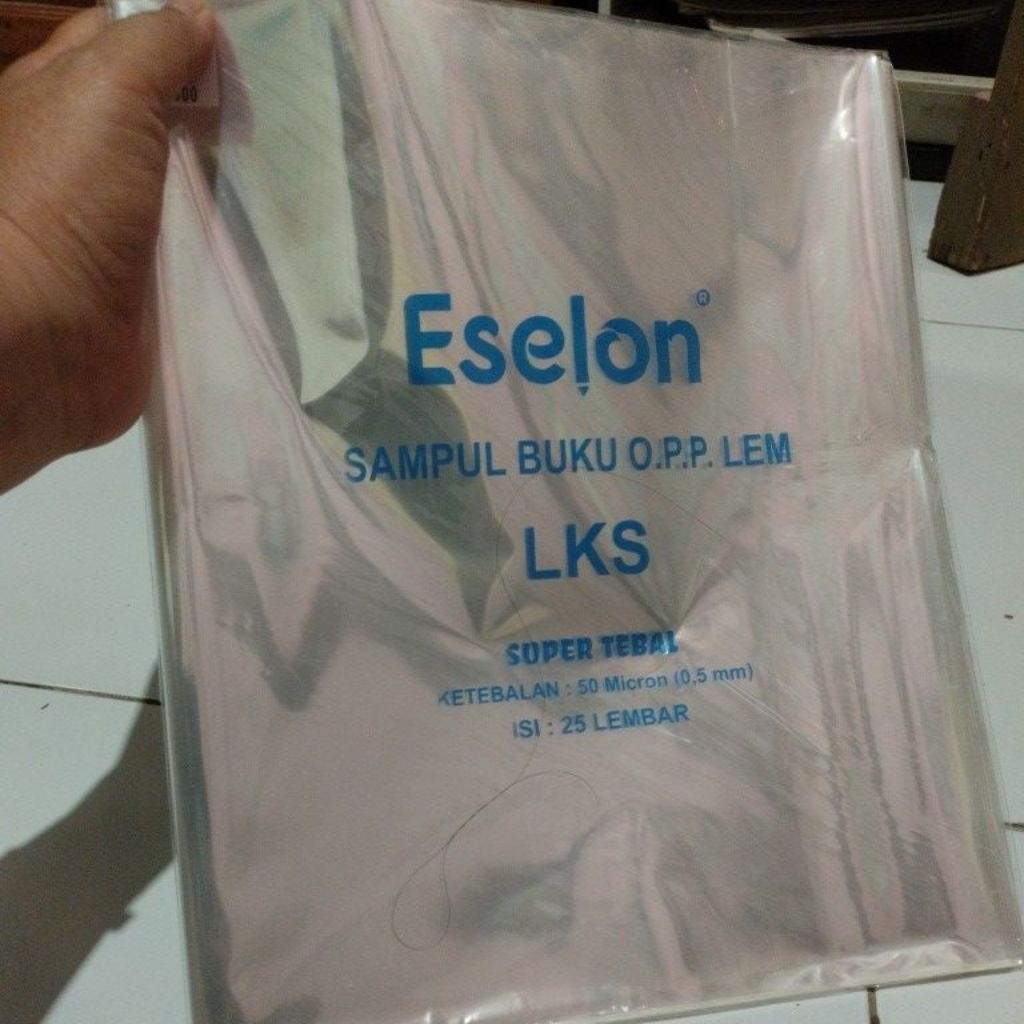 Eselon®
SAMPUL BUKU O.P.P. LEM
LKS
SUPER TEBAL
KETEBALAN : 50 Micron (0,5 mm)
ISI : 25 LEMBAR